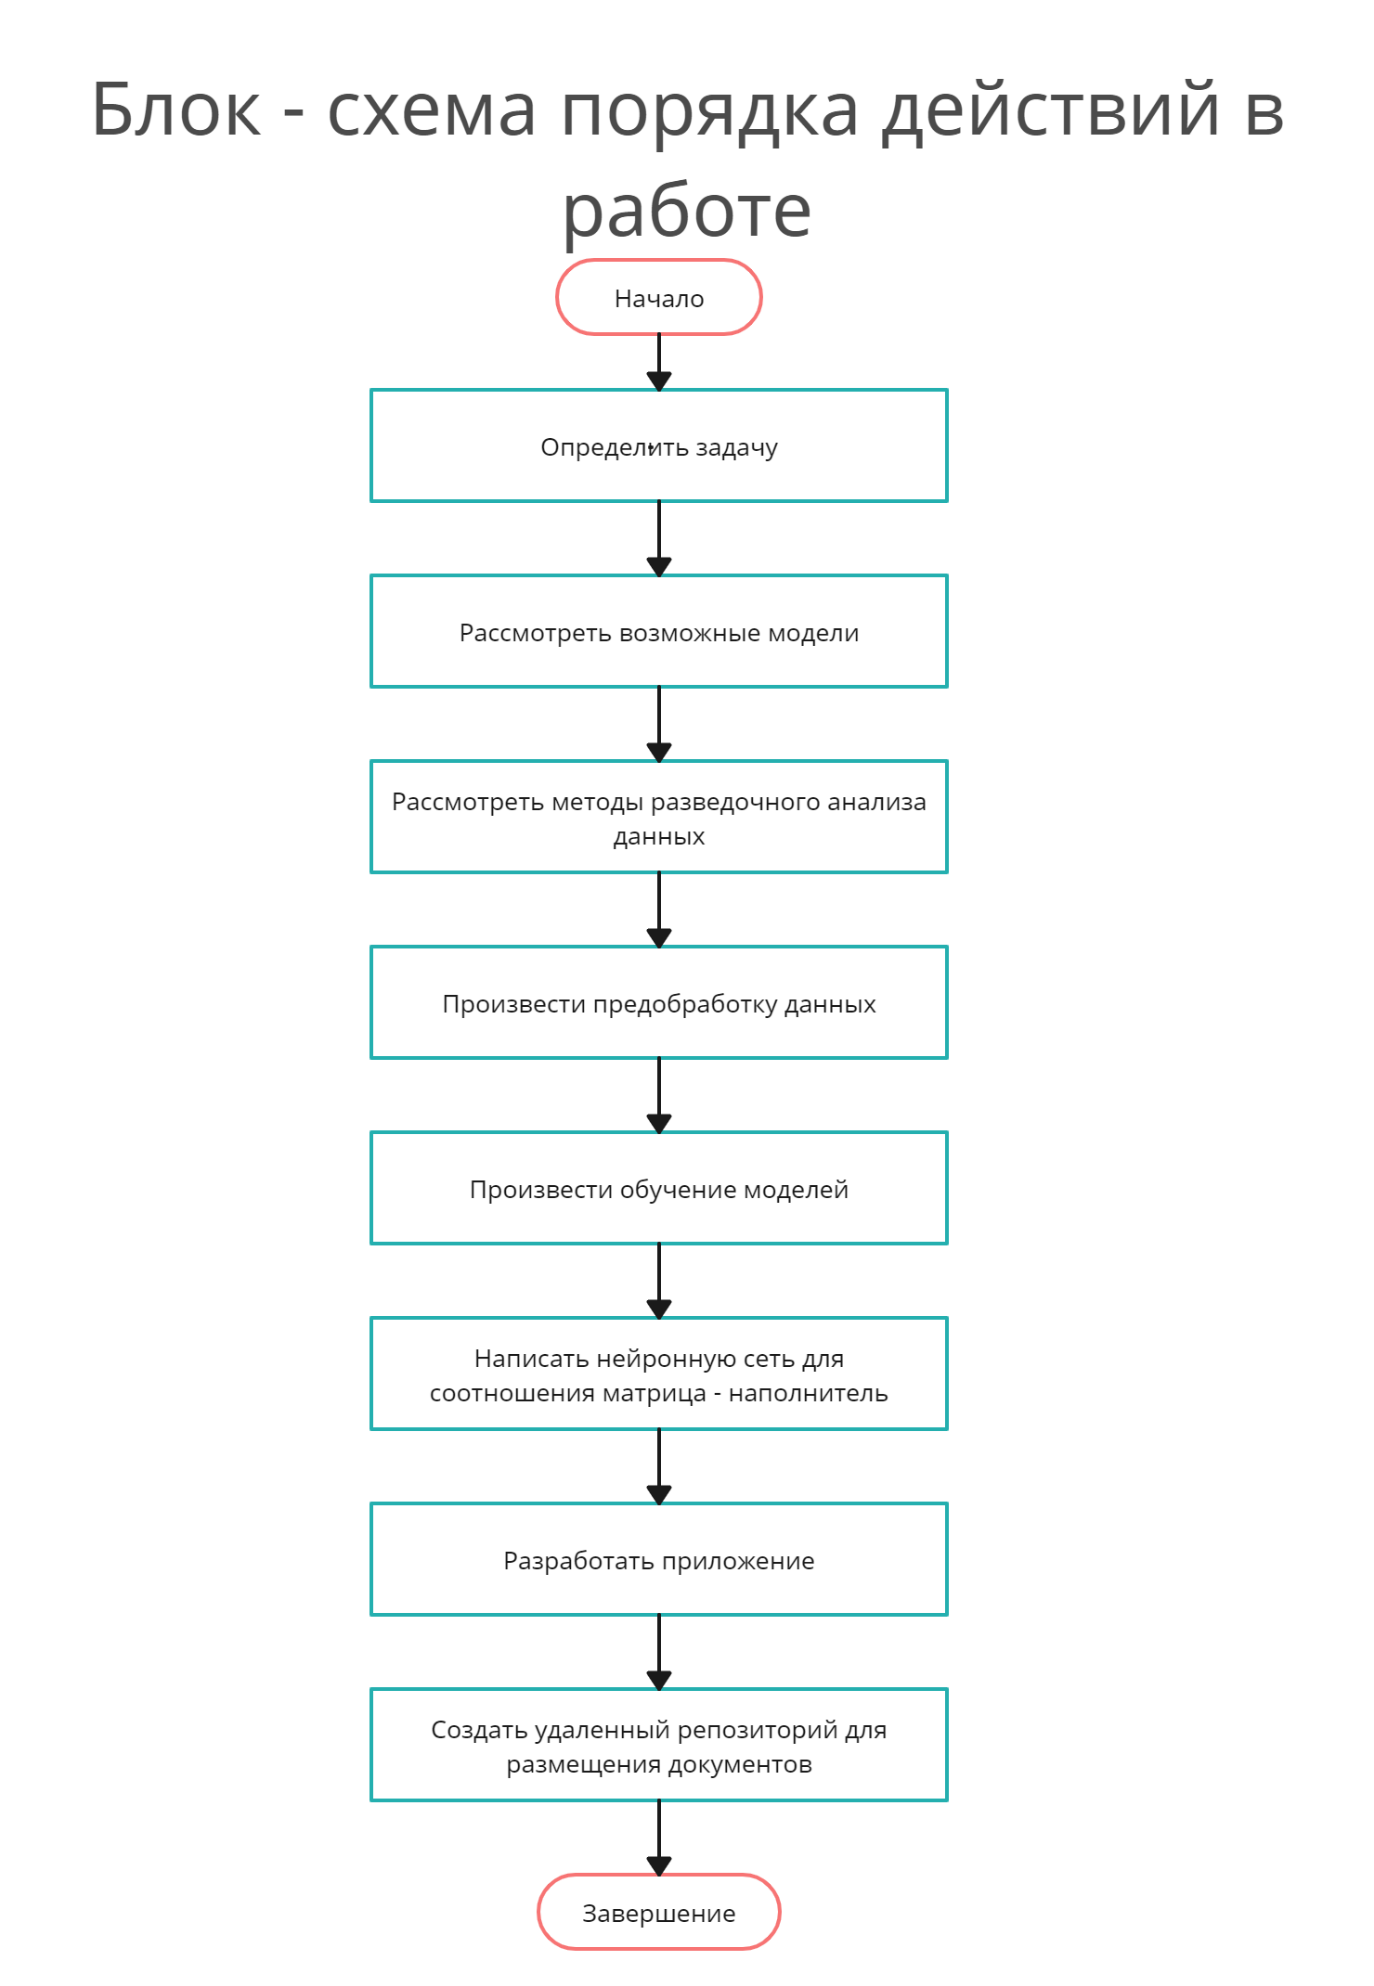 Блок - схема порядка действий в
работе
Начало
Определить задачу
Рассмотреть возможные модели
Рассмотреть методы разведочного анализа
данных
Произвести предобработку данных
Произвести обучение моделей
Написать нейронную сеть для
соотношения матрица - наполнитель
Разработать приложение
Создать удаленный репозиторий для
размещения документов
Завершение